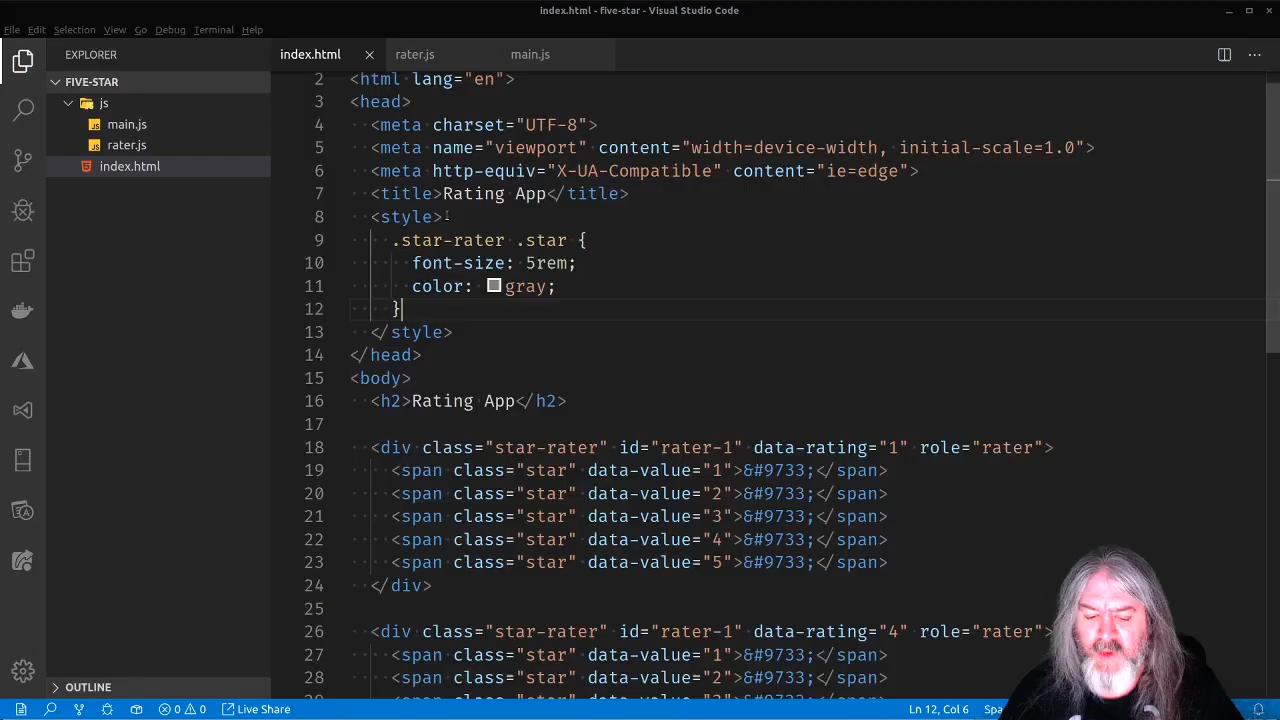 index.html - five-star - Visual Studio Code
File Edit Selection View Go Debug Terminal Help
EXPLORER
index.html rater.js main.js
FIVE-STAR
js
main.js
rater.js
index.html
OUTLINE
2 <html lang="en">
3 <head>
4 <meta charset="UTF-8">
5 <meta name="viewport" content="width=device-width, initial-scale=1.0">
6 <meta http-equiv="X-UA-Compatible" content="ie=edge">
7 <title>Rating App</title>
8 <style>
9 .star-rater .star {
10 font-size: 5rem;
11 color: gray;
12 }
13 </style>
14 </head>
15 <body>
16 <h2>Rating App</h2>
17
18 <div class="star-rater" id="rater-1" data-rating="1" role="rater">
19 <span class="star" data-value="1">&#9733;</span>
20 <span class="star" data-value="2">&#9733;</span>
21 <span class="star" data-value="3">&#9733;</span>
22 <span class="star" data-value="4">&#9733;</span>
23 <span class="star" data-value="5">&#9733;</span>
24 </div>
25
26 <div class="star-rater" id="rater-1" data-rating="4" role="rater">
27 <span class="star" data-value="1">&#9733;</span>
28 <span class="star" data-value="2">&#9733;</span>
0 0 Live Share Ln 12, Col 6